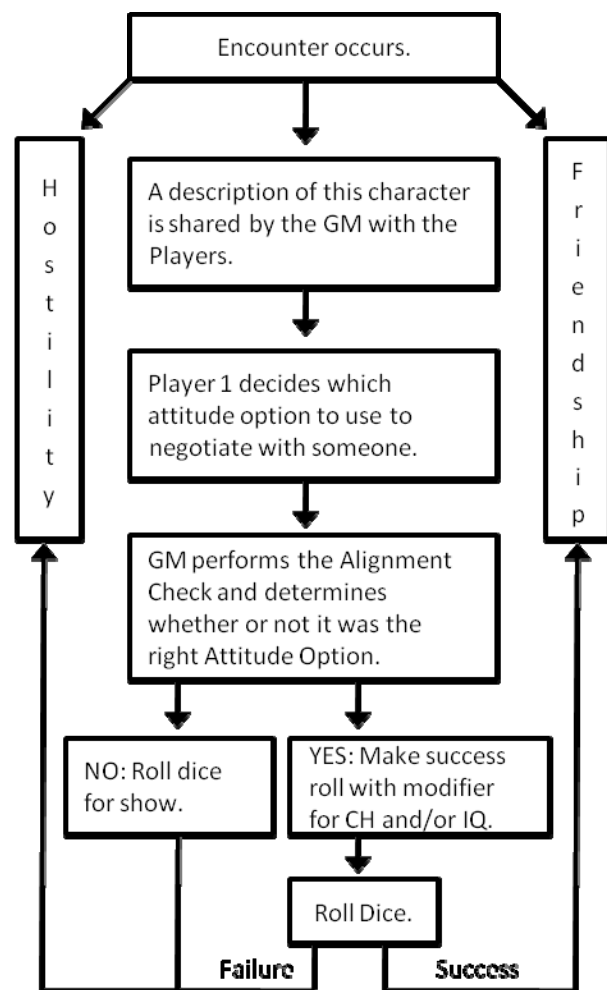 Encounter occurs.
Hostility
A description of this character
is shared by the GM with the
Players.
Friendship
Player 1 decides which
attitude option to use to
negotiate with someone.
GM performs the Alignment
Check and determines
whether or not it was the
right Attitude Option.
NO: Roll dice
for show.
YES: Make success
roll with modifier
for CH and/or IQ.
Roll Dice.
Failure
Success